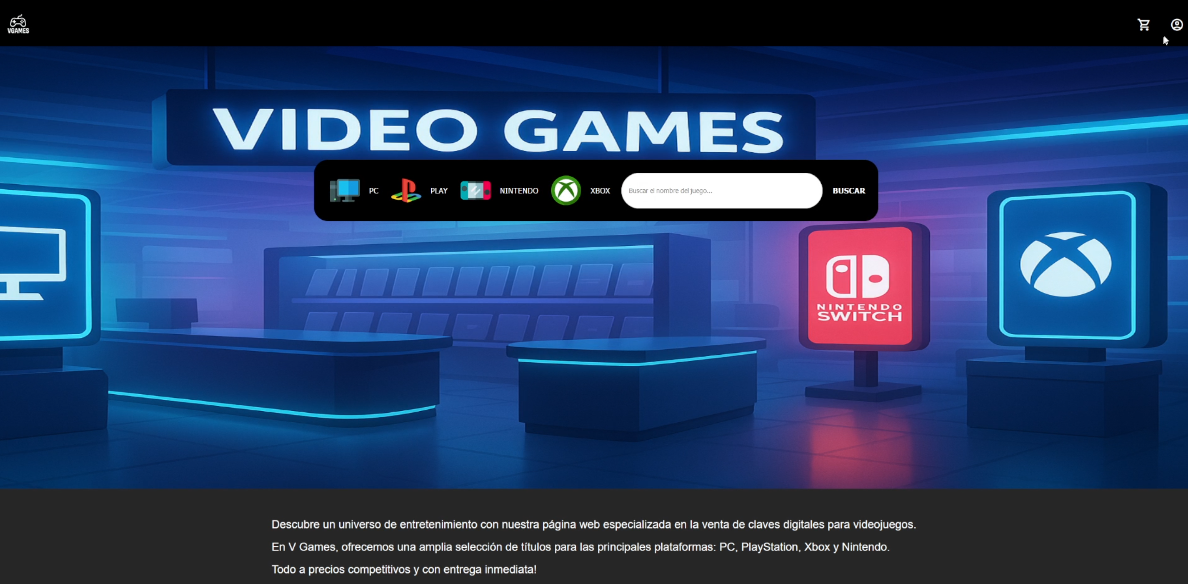 VGAMES
VIDEO GAMES
PC PLAY NINTENDO XBOX Buscar el nombre del juego... BUSCAR
NINTENDO
SWITCH
Descubre un universo de entretenimiento con nuestra página web especializada en la venta de claves digitales para videojuegos.
En V Games, ofrecemos una amplia selección de títulos para las principales plataformas: PC, PlayStation, Xbox y Nintendo.
Todo a precios competitivos y con entrega inmediata!